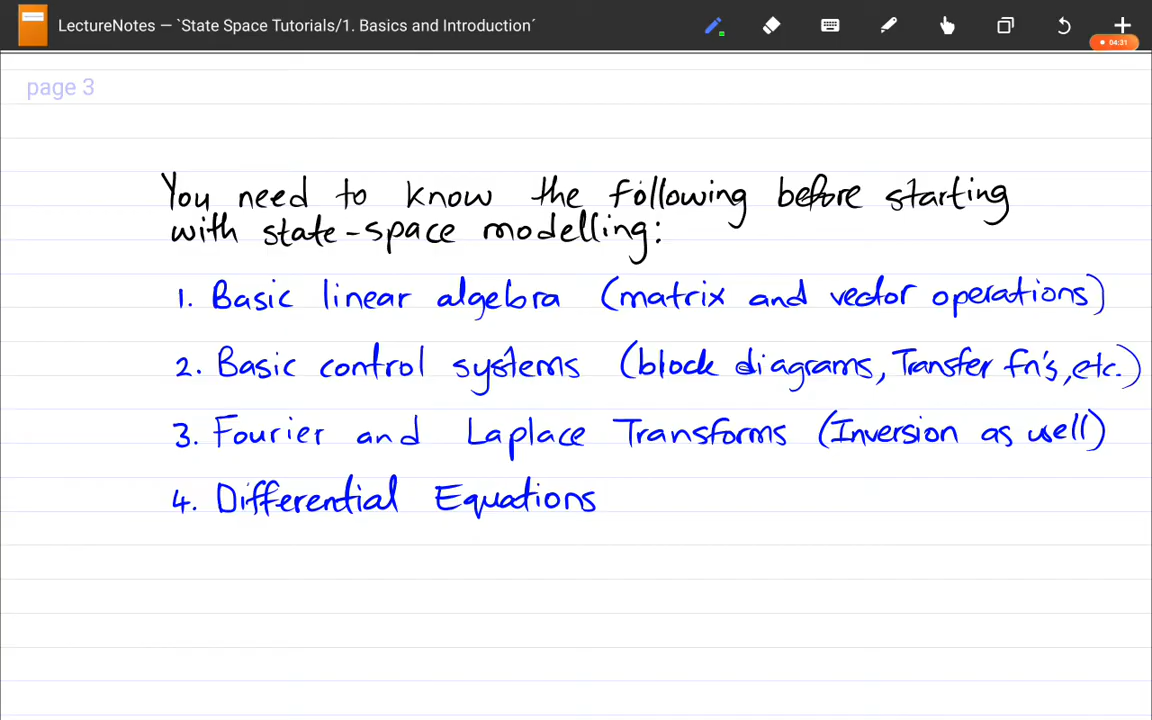 LectureNotes — `State Space Tutorials/1. Basics and Introduction´
04:31
page 3
You need to know the following before starting
with state-space modelling:
1. Basic linear algebra (matrix and vector operations)
2. Basic control systems (block diagrams, Transfer fn's, etc.)
3. Fourier and Laplace Transforms (Inversion as well)
4. Differential Equations